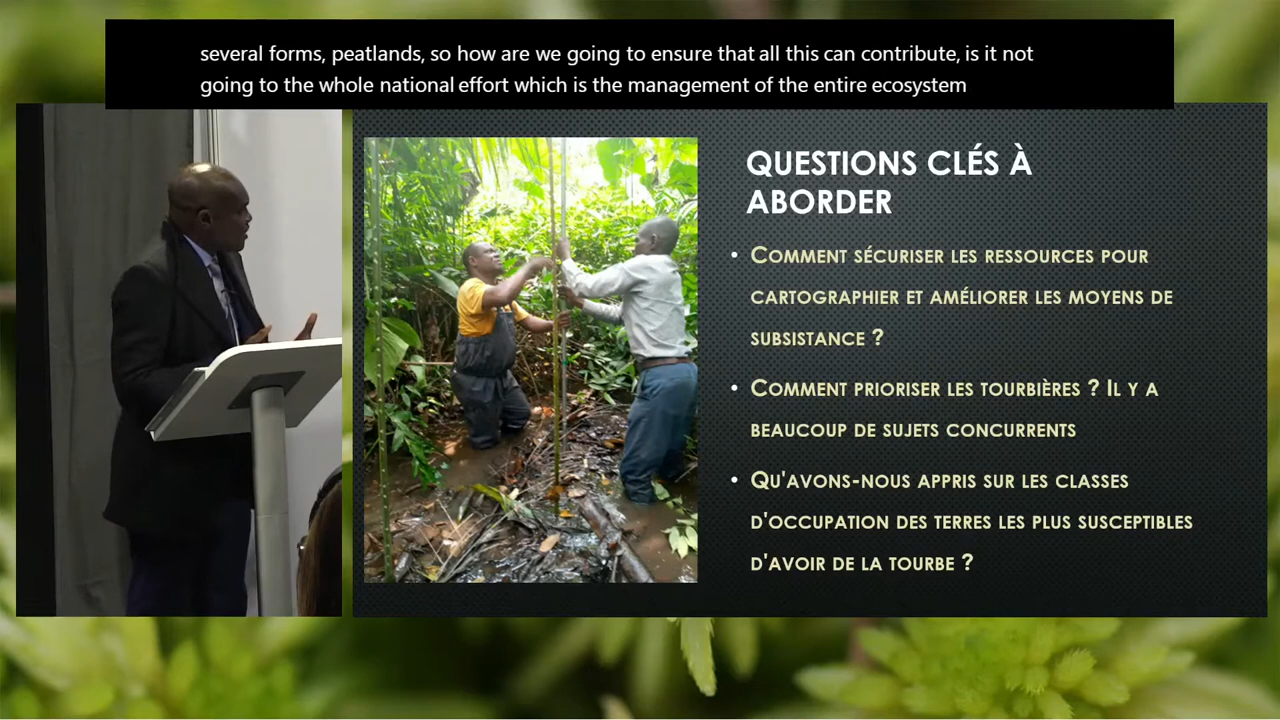 several forms, peatlands, so how are we going to ensure that all this can contribute, is it not
going to the whole national effort which is the management of the entire ecosystem
QUESTIONS CLÉS À
ABORDER
• COMMENT SÉCURISER LES RESSOURCES POUR
CARTOGRAPHIER ET AMÉLIORER LES MOYENS DE
SUBSISTANCE ?
• COMMENT PRIORISER LES TOURBIÈRES ? IL Y A
BEAUCOUP DE SUJETS CONCURRENTS
• QU'AVONS-NOUS APPRIS SUR LES CLASSES
D'OCCUPATION DES TERRES LES PLUS SUSCEPTIBLES
D'AVOIR DE LA TOURBE ?